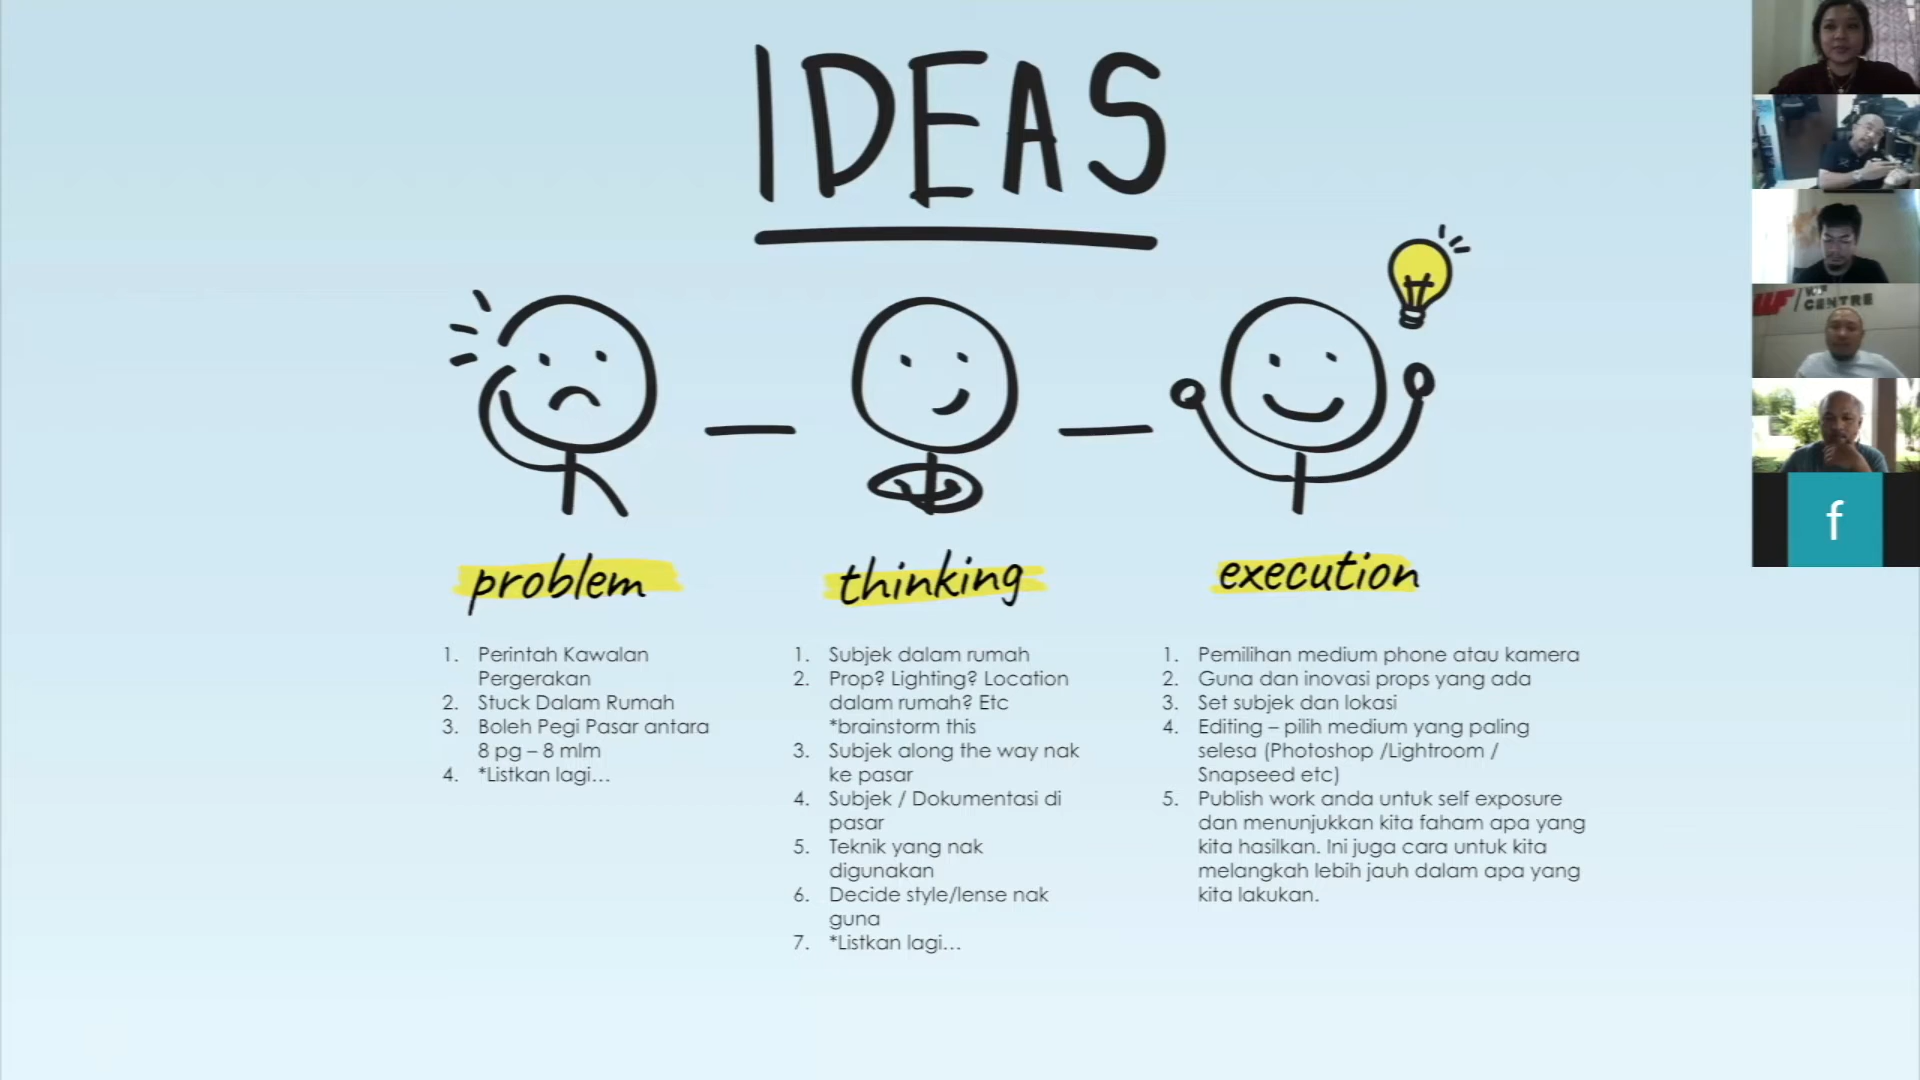 IDEAS
problem
1. Perintah Kawalan
Pergerakan
2. Stuck Dalam Rumah
3. Boleh Pegi Pasar antara
8 pg – 8 mlm
4. *Listkan lagi...
thinking
1. Subjek dalam rumah
2. Prop? Lighting? Location
dalam rumah? Etc
*brainstorm this
3. Subjek along the way nak
ke pasar
4. Subjek / Dokumentasi di
pasar
5. Teknik yang nak
digunakan
6. Decide style/lense nak
guna
7. *Listkan lagi...
execution
1. Pemilihan medium phone atau kamera
2. Guna dan inovasi props yang ada
3. Set subjek dan lokasi
4. Editing – pilih medium yang paling
selesa (Photoshop /Lightroom /
Snapseed etc)
5. Publish work anda untuk self exposure
dan menunjukkan kita faham apa yang
kita hasilkan. Ini juga cara untuk kita
melangkah lebih jauh dalam apa yang
kita lakukan.
CENTRE
f